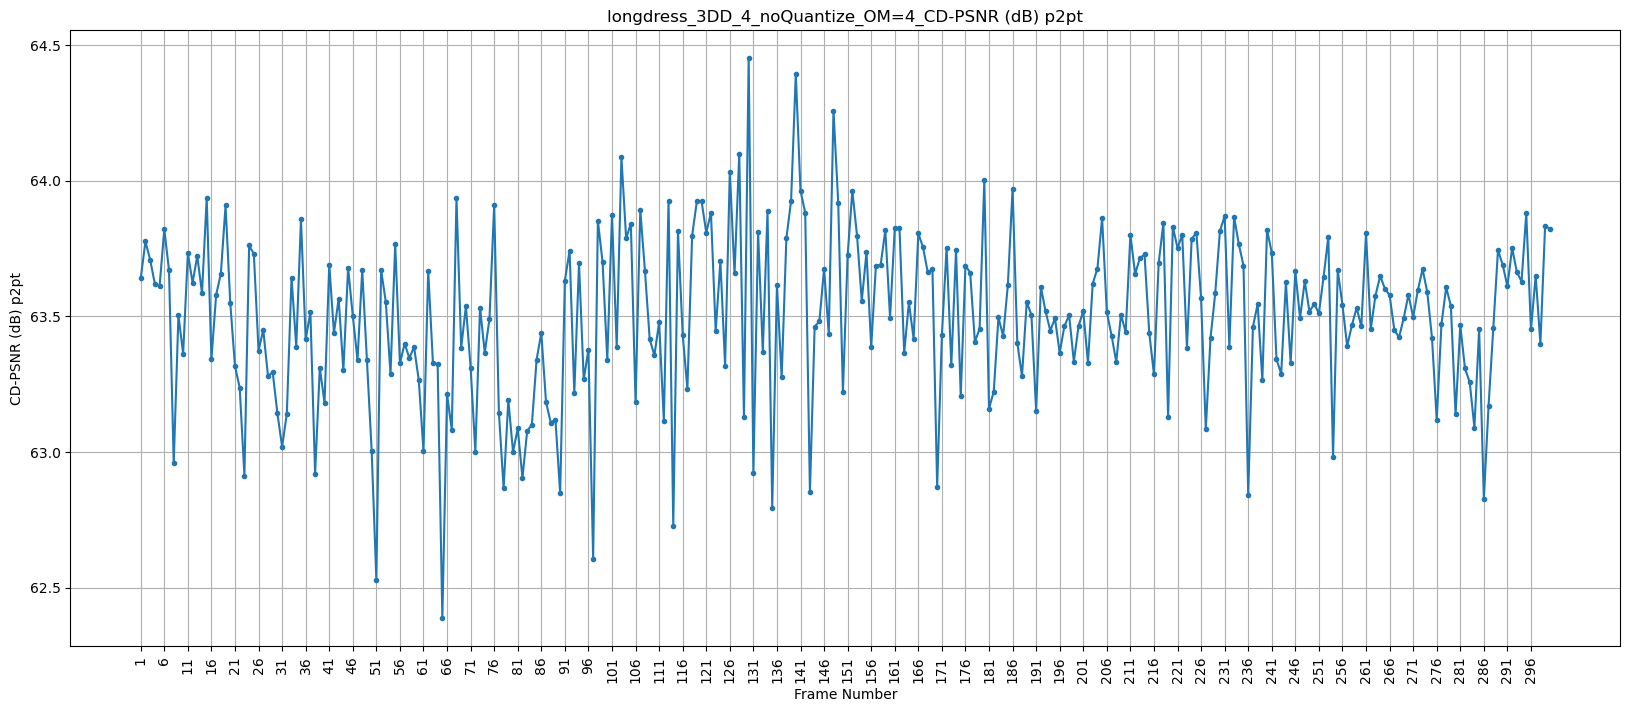 longdress_3DD_4_noQuantize_OM=4_CD-PSNR (dB) p2pt
CD-PSNR (dB) p2pt
64.5
64.0
63.5
63.0
62.5
1 6 11 16 21 26 31 36 41 46 51 56 61 66 71 76 81 86 91 96 101 106 111 116 121 126 131 136 141 146 151 156 161 166 171 176 181 186 191 196 201 206 211 216 221 226 231 236 241 246 251 256 261 266 271 276 281 286 291 296
Frame Number